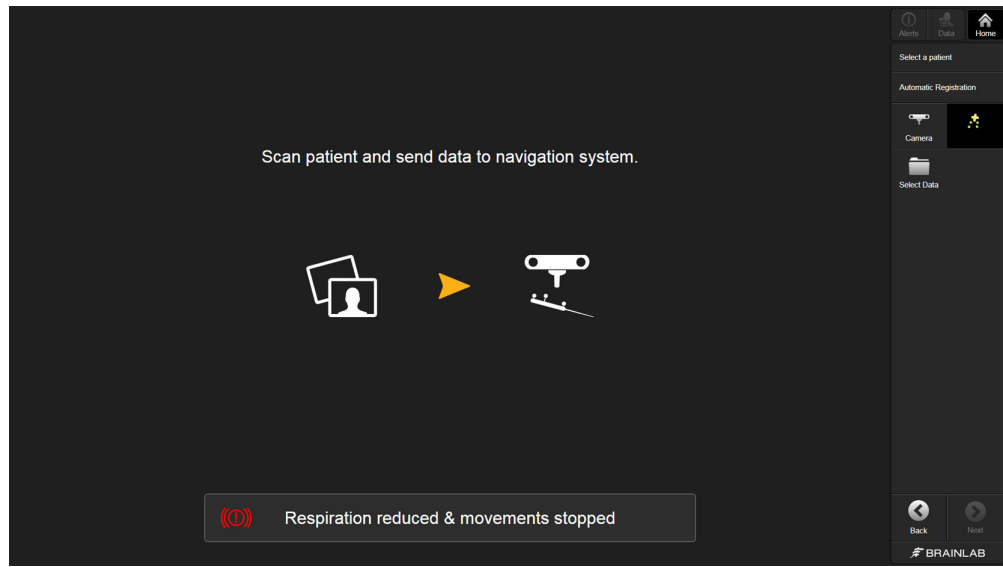 Alerts
Data
Home
Select a patient
Automatic Registration
Camera
Select Data
Scan patient and send data to navigation system.
Respiration reduced & movements stopped
Back
Next
BRAINLAB